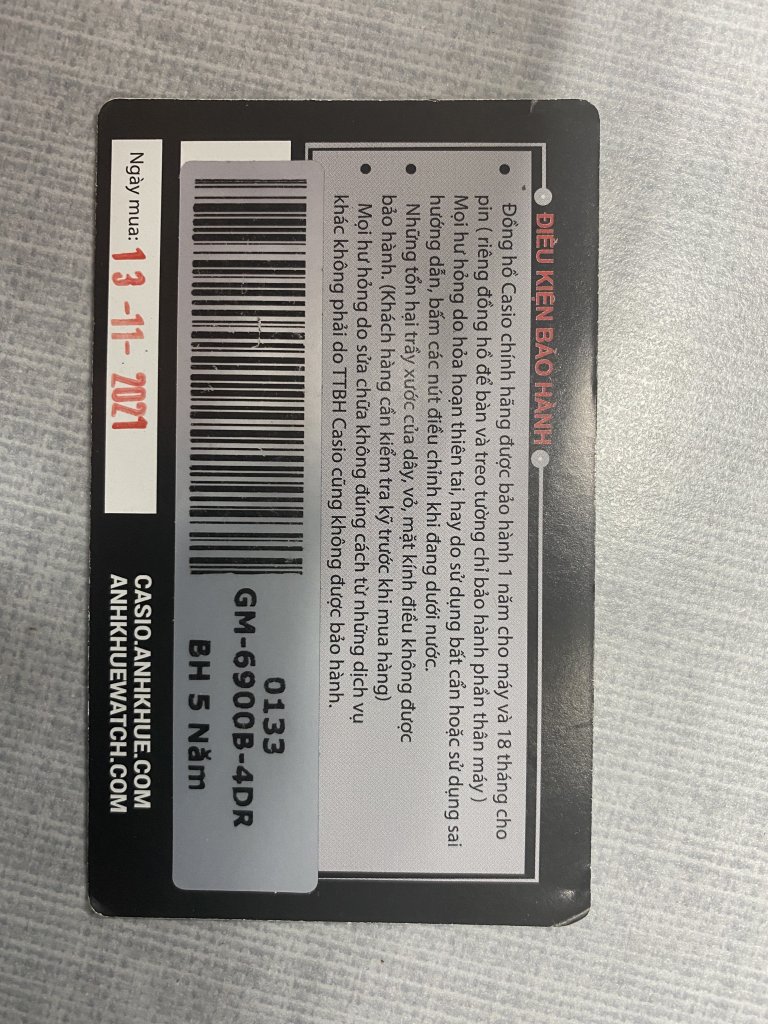 ĐIỀU KIỆN BẢO HÀNH
• Đồng hồ Casio chính hãng được bảo hành 1 năm cho máy và 18 tháng cho
pin ( riêng đồng hồ để bàn và treo tường chỉ bảo hành phần thân máy )
Mọi hư hỏng do hỏa hoạn thiên tai, hay do sử dụng bất cẩn hoặc sử dụng sai
hướng dẫn, bấm các nút điều chỉnh khi đang dưới nước.
• Những tổn hại trầy xước của dây, vỏ, mặt kính điều không được
bảo hành. (Khách hàng cần kiểm tra kỹ trước khi mua hàng)
• Mọi hư hỏng do sửa chữa không đúng cách từ những dịch vụ
khác không phải do TTBH Casio cũng không được bảo hành.
0133
GM-6900B-4DR
BH 5 Năm
Ngày mua: 13-11-2021
CASIO.ANHKHUE.COM
ANHKHUEWATCH.COM